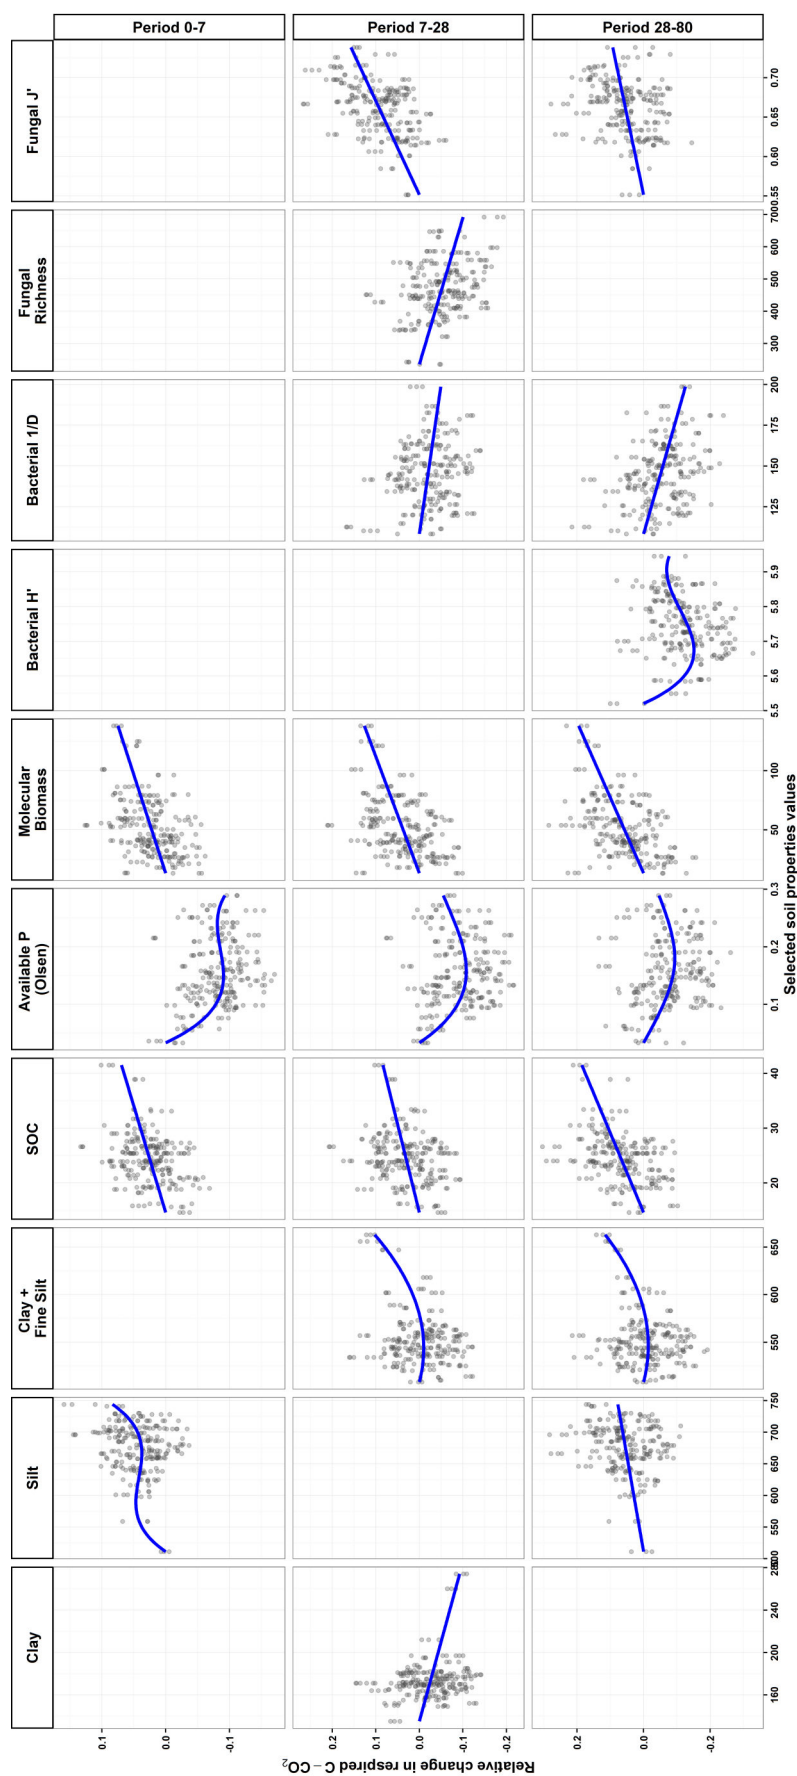 Clay
Silt
Clay +
Fine Silt
SOC
Available P
(Olsen)
Molecular
Biomass
Bacterial H'
Bacterial 1/D
Fungal
Richness
Fungal J'
Period 0-7
Period 7-28
Period 28-80
Relative change in respired C – CO₂
0.1
0.0
-0.1
0.2
0.1
0.0
-0.1
-0.2
0.2
0.0
-0.2
160 200 240
550 600 650 700 750
550 600 650
20 30 40
0.1 0.2 0.3
50 100
5.5 5.6 5.7 5.8 5.9
125 150 175 200
300 400 500 600 700
0.55 0.60 0.65 0.70
Selected soil properties values